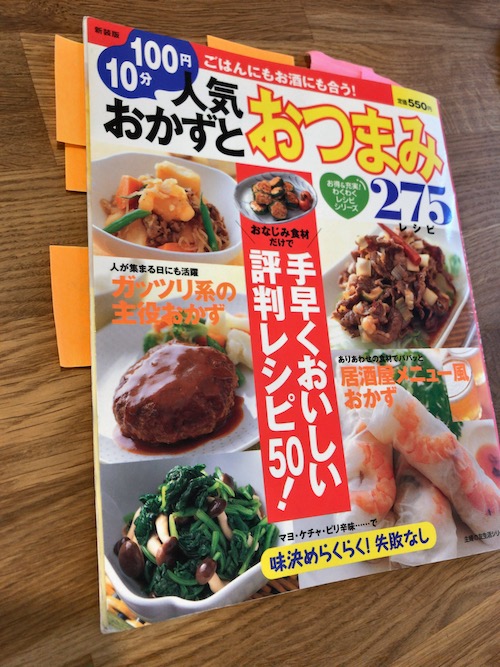 新装版
100円
10分
ごはんにもお酒にも合う!
定価550円
人気
おかずと
おつまみ
お得&充実!
わくわく
レシピ
シリーズ
275
レシピ
おなじみ食材
だけで
手早くおいしい
評判レシピ50!
人が集まる日にも活躍
ガッツリ系の
主役おかず
ありあわせの食材でパパッと
居酒屋メニュー風
おかず
マヨ・ケチャ・ピリ辛味……で
味決めらくらく!失敗なし